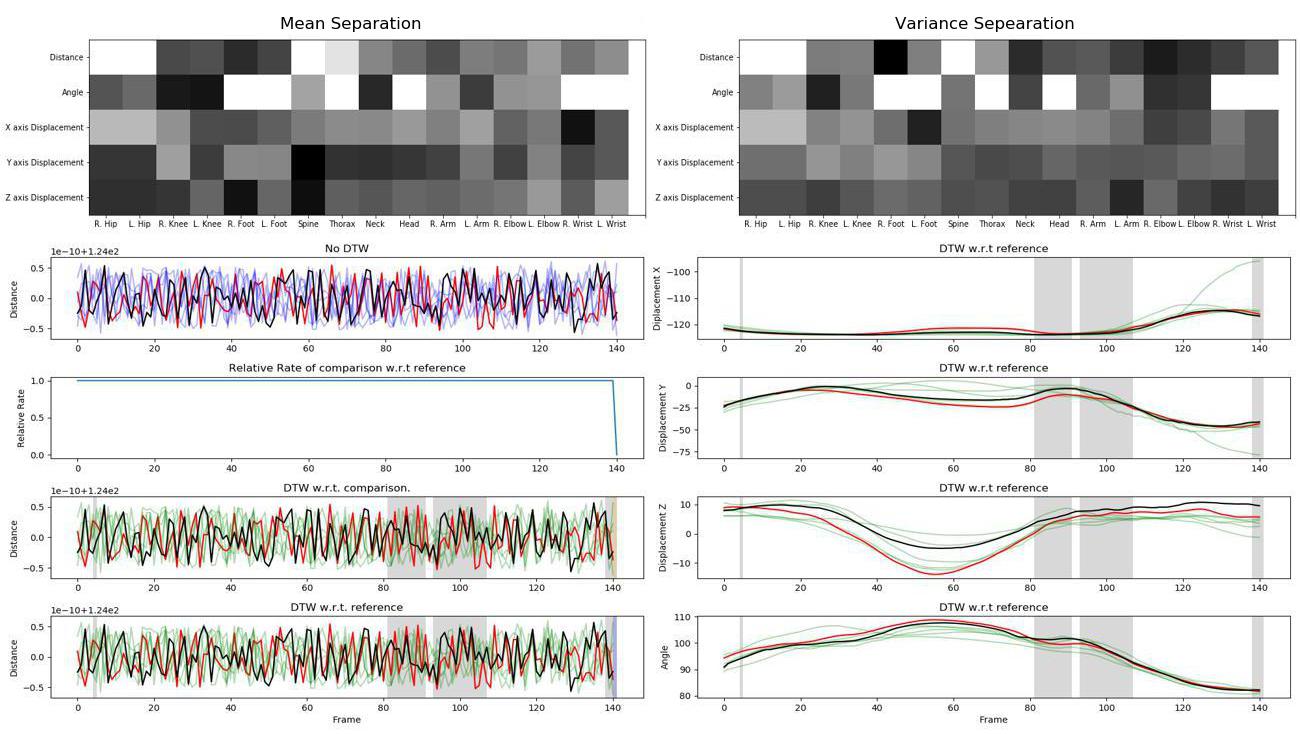 Mean Separation
Distance
Angle
X axis Displacement
Y axis Displacement
Z axis Displacement
R. Hip L. Hip R. Knee L. Knee R. Foot L. Foot Spine Thorax Neck Head R. Arm L. Arm R. Elbow L. Elbow R. Wrist L. Wrist
Variance Sepearation
Distance
Angle
X axis Displacement
Y axis Displacement
Z axis Displacement
R. Hip L. Hip R. Knee L. Knee R. Foot L. Foot Spine Thorax Neck Head R. Arm L. Arm R. Elbow L. Elbow R. Wrist L. Wrist
No DTW
1e−10+1.24e2
Distance
0.5
0.0
−0.5
0 20 40 60 80 100 120 140
Relative Rate of comparison w.r.t reference
Relative Rate
1.0
0.5
0.0
0 20 40 60 80 100 120 140
DTW w.r.t. comparison.
1e−10+1.24e2
Distance
0.5
0.0
−0.5
0 20 40 60 80 100 120 140
DTW w.r.t. reference
1e−10+1.24e2
Distance
0.5
0.0
−0.5
0 20 40 60 80 100 120 140
Frame
DTW w.r.t reference
Diplacement X
−100
−110
−120
0 20 40 60 80 100 120 140
DTW w.r.t reference
Displacement Y
0
−25
−50
−75
0 20 40 60 80 100 120 140
DTW w.r.t reference
Displacement Z
10
0
−10
0 20 40 60 80 100 120 140
DTW w.r.t reference
Angle
110
100
90
80
0 20 40 60 80 100 120 140
Frame